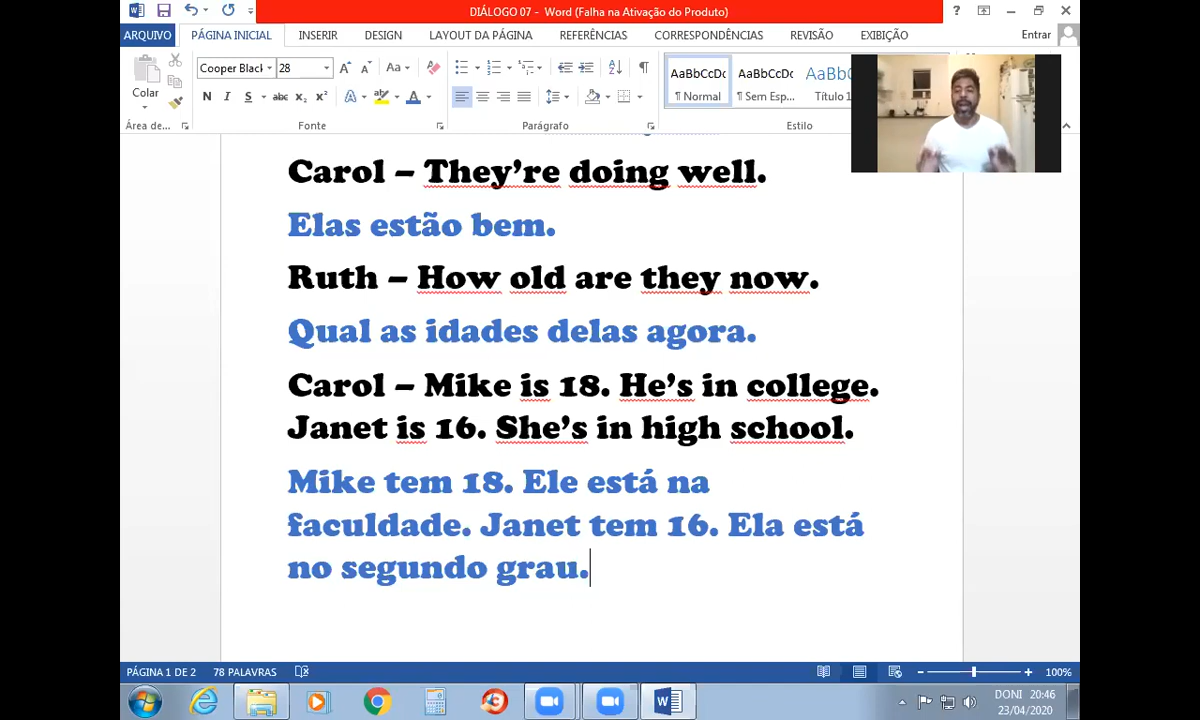 DIÁLOGO 07 - Word (Falha na Ativação do Produto)
ARQUIVO PÁGINA INICIAL INSERIR DESIGN LAYOUT DA PÁGINA REFERÊNCIAS CORRESPONDÊNCIAS REVISÃO EXIBIÇÃO Entrar
Cooper Black 28 Aa
Colar
N I S abc x₂ x² A A
AaBbCcDc AaBbCcDc AaBbC
¶ Normal ¶ Sem Esp... Título 1
Área de... Fonte Parágrafo Estilo
Carol – They’re doing well.
Elas estão bem.
Ruth – How old are they now.
Qual as idades delas agora.
Carol – Mike is 18. He’s in college.
Janet is 16. She’s in high school.
Mike tem 18. Ele está na
faculdade. Janet tem 16. Ela está
no segundo grau.
PÁGINA 1 DE 2 78 PALAVRAS 100%
DONI 20:46
23/04/2020